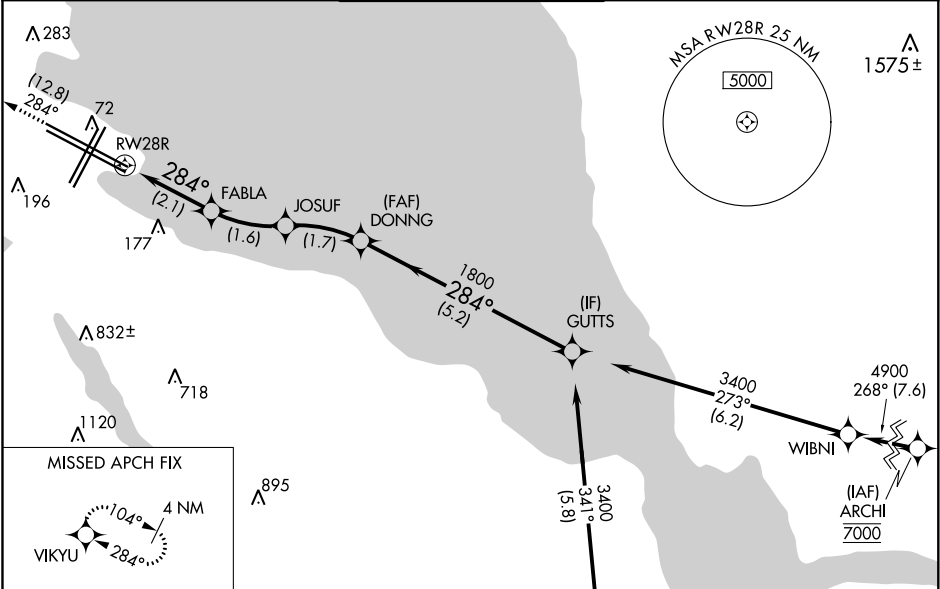 283
(12.8)
284°
72
RW28R
MSA RW28R 25 NM
5000
1575±
196
177
284°
(2.1)
FABLA
(1.6)
JOSUF
(1.7)
(FAF)
DONNG
1800
284°
(5.2)
(IF)
GUTTS
832±
718
1120
895
3400
273°
(6.2)
4900
268° (7.6)
WIBNI
(IAF)
ARCHI
7000
3400
341°
(5.8)
MISSED APCH FIX
4 NM
104°
VIKYU
284°